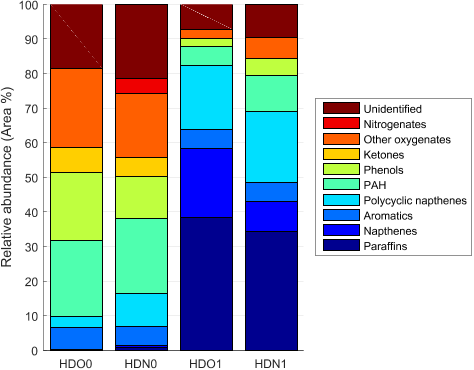 100
90
80
70
60
50
40
30
20
10
0
Relative abundance (Area %)
HDO0
HDN0
HDO1
HDN1
Unidentified
Nitrogenates
Other oxygenates
Ketones
Phenols
PAH
Polycyclic napthenes
Aromatics
Napthenes
Paraffins